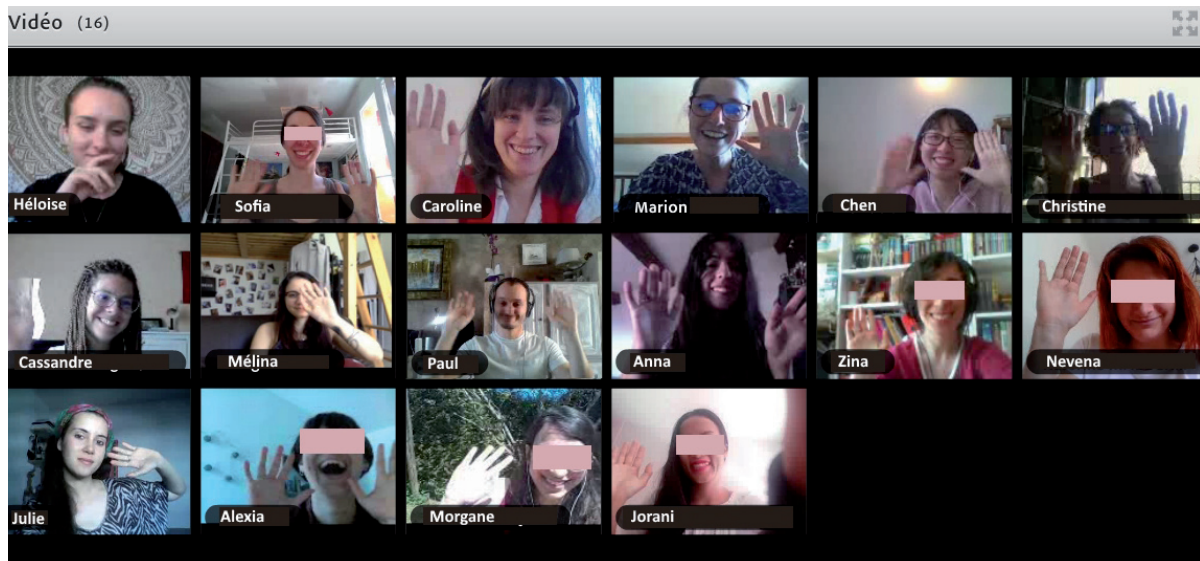 Vidéo (16)
Héloise
Sofia
Caroline
Marion
Chen
Christine
Cassandre
Mélina
Paul
Anna
Zina
Nevena
Julie
Alexia
Morgane
Jorani